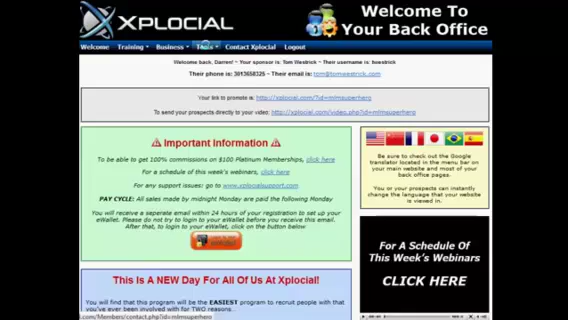 XPLOCIAL
Welcome To
Your Back Office
Welcome Training Business Tools Contact Xplocial Logout
Welcome back, Darren! ~ Your sponsor is: Tom Westrick ~ Their username is: twestrick
Their phone is: 3013658325 ~ Their email is: tom@tomwestrick.com
Your link to promote is: http://xplocial.com/?id=mlmsuperhero
To send your prospects directly to your video: http://xplocial.com/video.php?id=mlmsuperhero
Important Information
To be able to get 100% commissions on $100 Platinum Memberships, click here
For a schedule of this week's webinars, click here
For any support issues: go to www.xplocialsupport.com
PAY CYCLE: All sales made by midnight Monday are paid the following Monday
You will receive a seperate email within 24 hours of your registration to set up your
eWallet. Please do not try to login to your eWallet before you receive this email.
After that, to login to your eWallet, click on the button below
This Is A NEW Day For All Of Us At Xplocial!
You will find that this program will be the EASIEST program to recruit people with that
you've ever been involved with for TWO reasons
.com/Members/contact.php?id=mlmsuperhero
Be sure to check out the Google
translator located in the menu bar on
your main website and most of your
back office pages.
You or your prospects can instantly
change the language that your website
is viewed in.
For A Schedule Of
This Week's Webinars
CLICK HERE